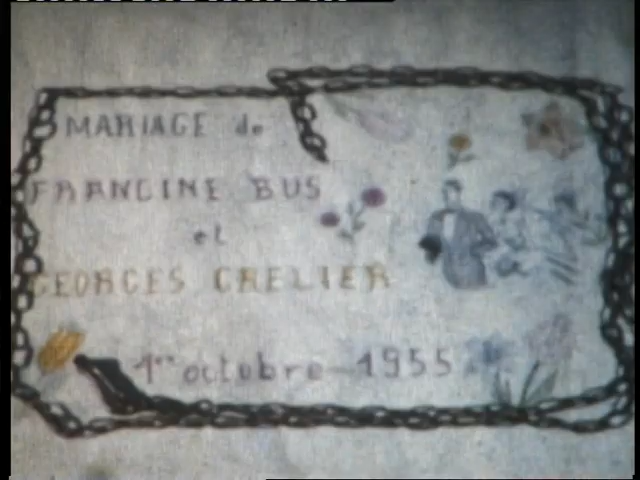 MARIAGE de
FRANCINE BUS
et
GEORGES CRELIER
1er octobre-1955